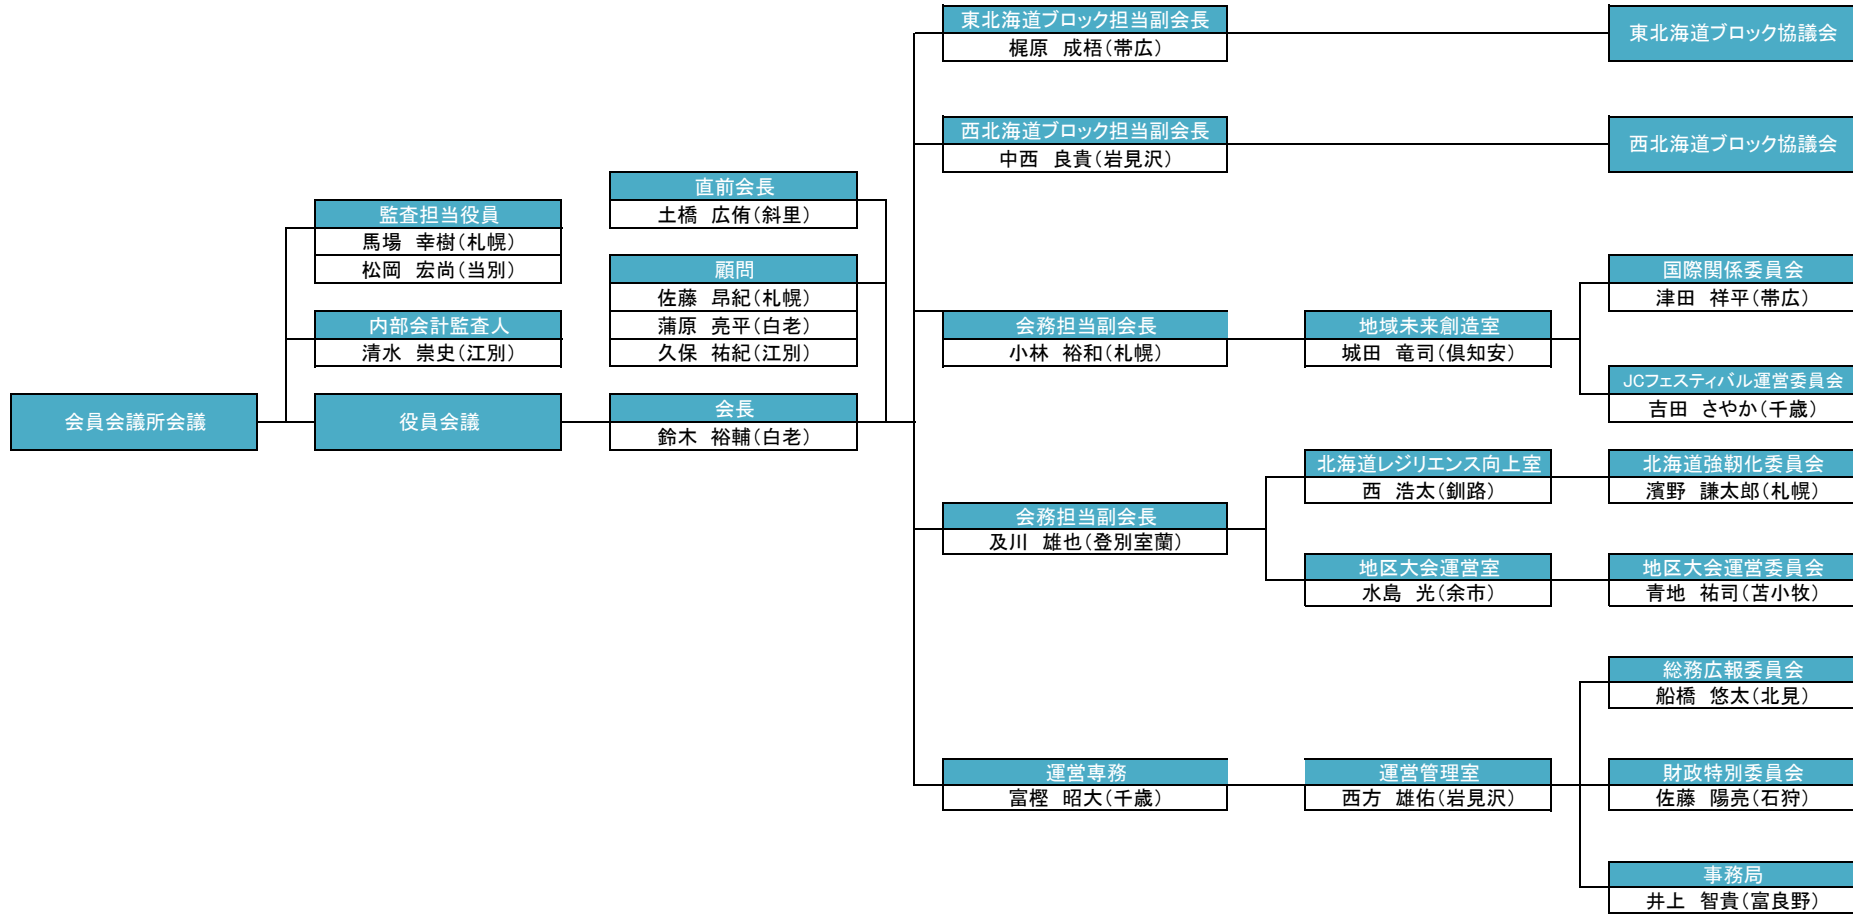 会員会議所会議
監査担当役員
馬場　幸樹(札幌)
松岡　宏尚(当別)
内部会計監査人
清水　崇史(江別)
役員会議
直前会長
土橋　広侑(斜里)
顧問
佐藤　昂紀(札幌)
蒲原　亮平(白老)
久保　祐紀(江別)
会長
鈴木　裕輔(白老)
東北海道ブロック担当副会長
梶原　成悟(帯広)
東北海道ブロック協議会
西北海道ブロック担当副会長
中西　良貴(岩見沢)
西北海道ブロック協議会
会務担当副会長
小林　裕和(札幌)
地域未来創造室
城田　竜司(倶知安)
国際関係委員会
津田　祥平(帯広)
JCフェスティバル運営委員会
吉田　さやか(千歳)
会務担当副会長
及川　雄也(登別室蘭)
北海道レジリエンス向上室
西　浩太(釧路)
北海道強靭化委員会
濱野　謙太郎(札幌)
地区大会運営室
水島　光(余市)
地区大会運営委員会
青地　祐司(苫小牧)
運営専務
富樫　昭大(千歳)
運営管理室
西方　雄佑(岩見沢)
総務広報委員会
船橋　悠太(北見)
財政特別委員会
佐藤　陽亮(石狩)
事務局
井上　智貴(富良野)